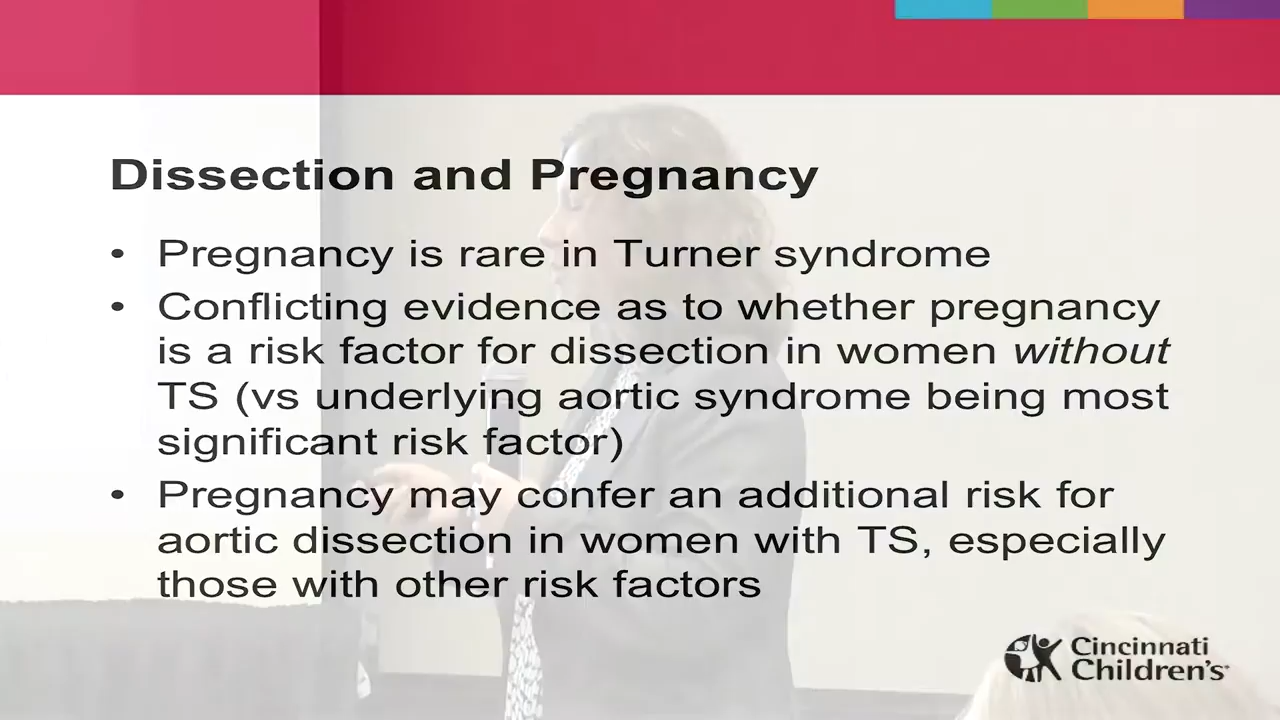 Dissection and Pregnancy
• Pregnancy is rare in Turner syndrome
• Conflicting evidence as to whether pregnancy
is a risk factor for dissection in women without
TS (vs underlying aortic syndrome being most
significant risk factor)
• Pregnancy may confer an additional risk for
aortic dissection in women with TS, especially
those with other risk factors
Cincinnati
Children's